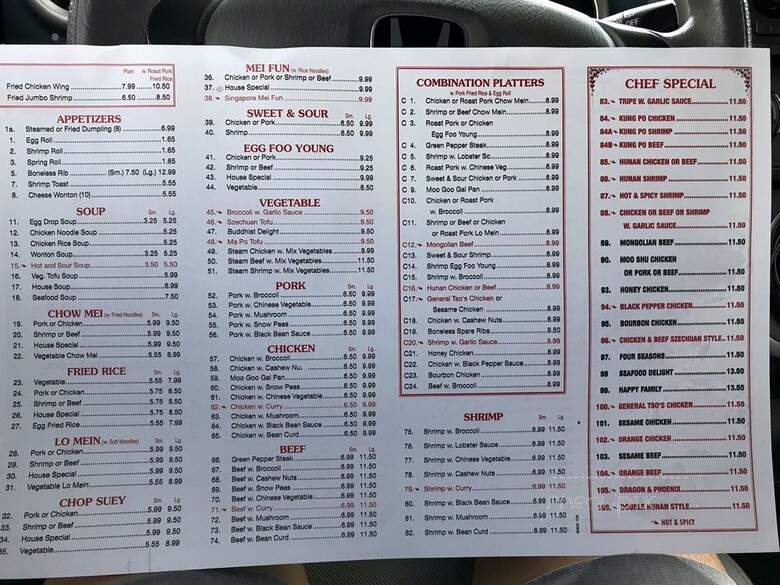 Plain w. Roast Pork
Fried Rice
Fried Chicken Wing 7.99 10.50
Fried Jumbo Shrimp 6.50 8.50
APPETIZERS
1a. Steamed or Fried Dumpling (8) 6.99
1. Egg Roll 1.65
2. Shrimp Roll 1.65
3. Spring Roll 1.65
5. Boneless Rib (Sm.) 7.50 (Lg.) 12.99
7. Shrimp Toast 5.55
8. Cheese Wonton (10) 5.55
SOUP Sm. Lg.
11. Egg Drop Soup 3.25 5.25
12. Chicken Noodle Soup 5.25
13. Chicken Rice Soup 5.25
14. Wonton Soup 3.25 5.25
15. Hot and Sour Soup 3.50 5.50
16. Veg. Tofu Soup 5.99
17. House Soup 6.99
18. Seafood Soup 7.50
CHOW MEI (w. Fried Noodles) Sm. Lg.
19. Pork or Chicken 5.99 9.50
20. Shrimp or Beef 5.99 9.50
21. House Special 5.99 9.50
22. Vegetable Chow Mei 5.55 8.99
FRIED RICE Sm. Lg.
23. Vegetable 5.55 7.99
24. Pork or Chicken 5.75 8.50
25. Shrimp or Beef 5.75 8.50
26. House Special 5.75 8.50
27. Egg Fried Rice 5.55 7.99
LO MEIN (w. Soft Noodles) Sm. Lg.
28. Pork or Chicken 5.99 9.50
29. Shrimp or Beef 5.99 9.50
30. House Special 5.99 9.50
31. Vegetable Lo Mein 5.55 8.99
CHOP SUEY Sm. Lg.
32. Pork or Chicken 5.99 9.50
33. Shrimp or Beef 5.99 9.50
34. House Special 5.99 9.50
35. Vegetable 5.55 8.99
MEI FUN (w. Rice Noodles)
36. Chicken or Pork or Shrimp or Beef 9.99
37. House Special 9.99
38. Singapore Mei Fun 9.99
SWEET & SOUR Sm. Lg.
39. Chicken or Pork 6.50 9.99
40. Shrimp 6.50 9.99
EGG FOO YOUNG
41. Chicken or Pork 9.25
42. Shrimp or Beef 9.25
43. House Special 9.99
44. Vegetable 8.50
VEGETABLE
45. Broccoli w. Garlic Sauce 9.50
46. Szechuan Tofu 9.50
47. Buddhist Delight 9.50
48. Ma Po Tofu 9.50
49. Steam Chicken w. Mix Vegetables 9.99
50. Steam Beef w. Mix Vegetables 11.50
51. Steam Shrimp w. Mix Vegetables 11.50
PORK Sm. Lg.
52. Pork w. Broccoli 6.50 9.99
53. Pork w. Chinese Vegetable 6.50 9.99
54. Pork w. Mushroom 6.50 9.99
55. Pork w. Snow Peas 6.50 9.99
56. Pork w. Black Bean Sauce 6.50 9.99
CHICKEN Sm. Lg.
57. Chicken w. Broccoli 6.50 9.99
58. Chicken w. Cashew Nut 6.50 9.99
59. Moo Goo Gai Pan 6.50 9.99
60. Chicken w. Snow Peas 6.50 9.99
61. Chicken w. Chinese Vegetable 6.50 9.99
62. Chicken w. Curry 6.50 9.99
63. Chicken w. Mushroom 6.50 9.99
64. Chicken w. Black Bean Sauce 6.50 9.99
65. Chicken w. Bean Curd 6.50 9.99
BEEF Sm. Lg.
66. Green Pepper Steak 6.99 11.50
67. Beef w. Broccoli 6.99 11.50
68. Beef w. Cashew Nuts 6.99 11.50
69. Beef w. Snow Peas 6.99 11.50
70. Beef w. Chinese Vegetable 6.99 11.50
71. Beef w. Curry 6.99 11.50
72. Beef w. Mushroom 6.99 11.50
73. Beef w. Black Bean Sauce 6.99 11.50
74. Beef w. Bean Curd 6.99 11.50
COMBINATION PLATTERS
w. Pork Fried Rice & Egg Roll
C 1. Chicken or Roast Pork Chow Mein 8.99
C 2. Shrimp or Beef Chow Mein 8.99
C 3. Roast Pork or Chicken
Egg Foo Young 8.99
C 4. Green Pepper Steak 8.99
C 5. Shrimp w. Lobster Sc. 8.99
C 6. Roast Pork w. Chinese Veg. 8.99
C 7. Sweet & Sour Chicken or Pork 8.99
C 9. Moo Goo Gai Pan 8.99
C10. Chicken or Roast Pork
w. Broccoli 8.99
C11. Shrimp or Beef or Chicken
or Roast Pork Lo Mein 8.99
C12. Mongolian Beef 8.99
C13. Sweet & Sour Shrimp 8.99
C14. Shrimp Egg Foo Young 8.99
C15. Shrimp w. Broccoli 8.99
C16. Hunan Chicken or Beef 8.99
C17. General Tso's Chicken or
Sesame Chicken 8.99
C18. Chicken w. Cashew Nuts 8.99
C19. Boneless Spare Ribs 9.50
C20. Shrimp w. Garlic Sauce 8.99
C21. Honey Chicken 8.99
C22. Chicken w. Black Pepper Sauce 8.99
C23. Bourbon Chicken 8.99
C24. Beef w. Broccoli 8.99
SHRIMP Sm. Lg.
75. Shrimp w. Broccoli 6.99 11.50
76. Shrimp w. Lobster Sauce 6.99 11.50
77. Shrimp w. Chinese Vegetable 6.99 11.50
78. Shrimp w. Cashew Nuts 6.99 11.50
79. Shrimp w. Curry 6.99 11.50
80. Shrimp w. Black Bean Sauce 6.99 11.50
81. Shrimp w. Mushroom 6.99 11.50
82. Shrimp w. Bean Curd 6.99 11.50
CHEF SPECIAL
83. TRIPE W. GARLIC SAUCE 11.50
84. KUNG PO CHICKEN 11.50
84A KUNG PO SHRIMP 11.50
84B KUNG PO BEEF 11.50
85. HUNAN CHICKEN OR BEEF 11.50
86. HUNAN SHRIMP 11.50
87. HOT & SPICY SHRIMP 11.50
88. CHICKEN OR BEEF OR SHRIMP
W. GARLIC SAUCE 11.50
89. MONGOLIAN BEEF 11.50
90. MOO SHU CHICKEN
OR PORK OR BEEF 11.50
93. HONEY CHICKEN 11.50
94. BLACK PEPPER CHICKEN 11.50
95. BOURBON CHICKEN 11.50
96. CHICKEN & BEEF SZECHUAN STYLE 11.50
97. FOUR SEASONS 11.50
98 SEAFOOD DELIGHT 13.50
99. HAPPY FAMILY 13.50
100. GENERAL TSO'S CHICKEN 11.50
101. SESAME CHICKEN 11.50
102. ORANGE CHICKEN 11.50
103. SESAME BEEF 11.50
104. ORANGE BEEF 11.50
105. DRAGON & PHOENIX 11.50
106. DOUBLE HUNAN STYLE 11.50
HOT & SPICY
OFF